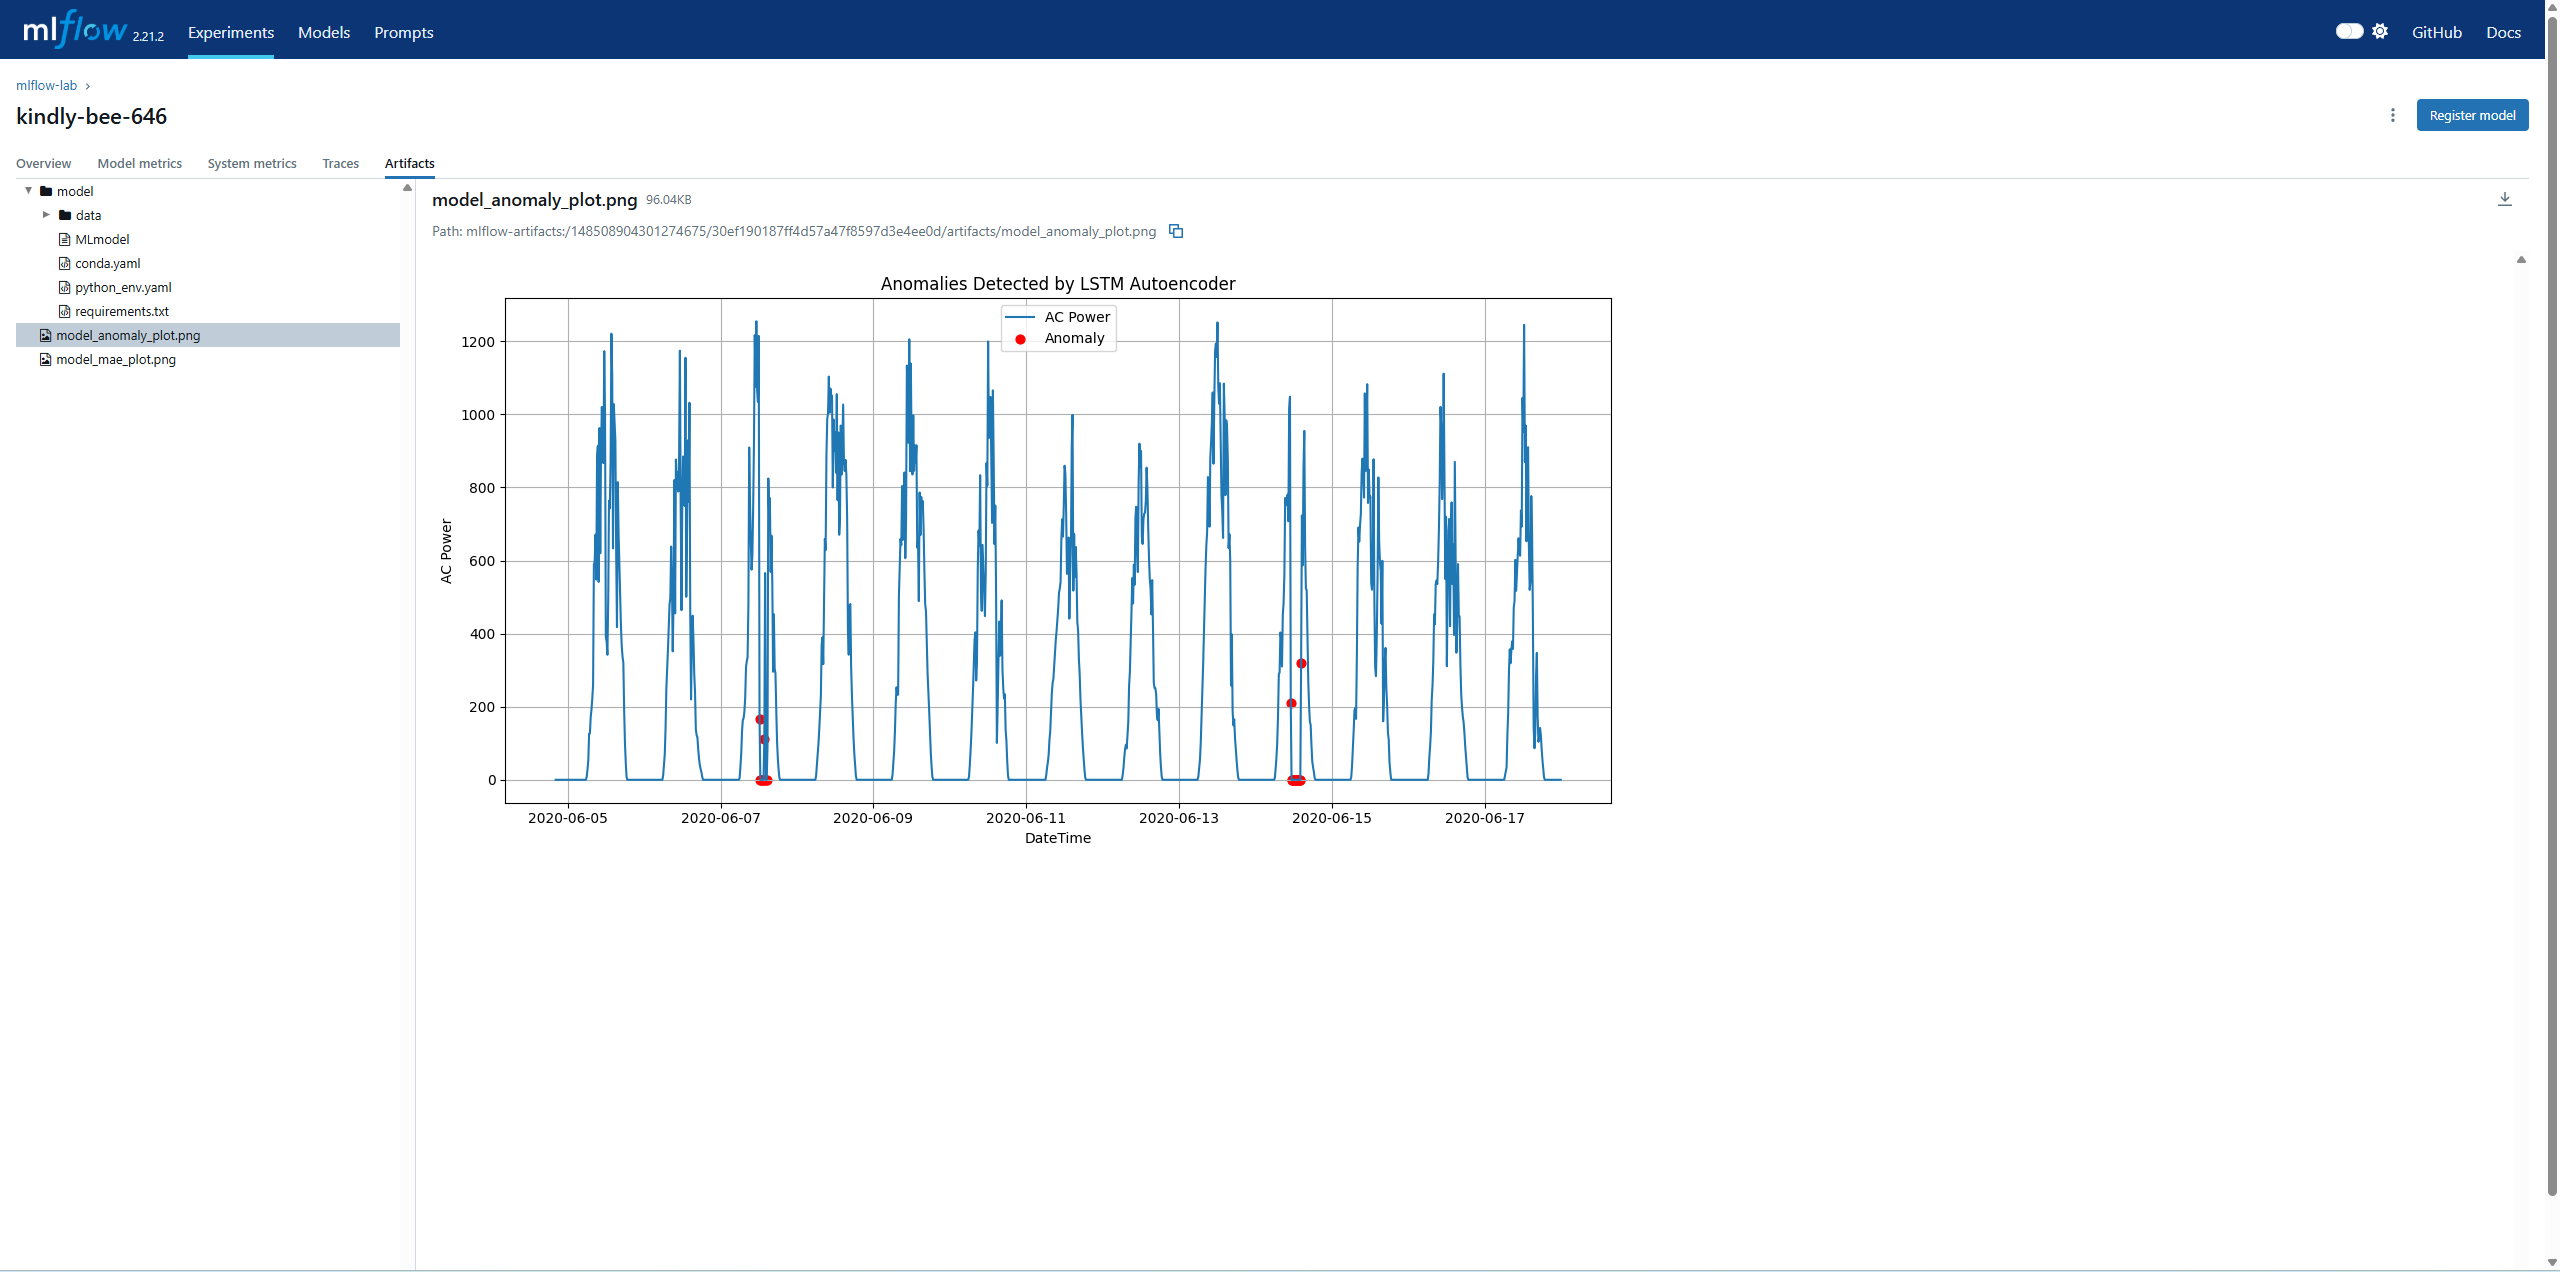 mlflow 2.21.2 Experiments Models Prompts GitHub Docs
mlflow-lab ›
kindly-bee-646
Register model
Overview Model metrics System metrics Traces Artifacts
model
data
MLmodel
conda.yaml
python_env.yaml
requirements.txt
model_anomaly_plot.png
model_mae_plot.png
model_anomaly_plot.png 96.04KB
Path: mlflow-artifacts:/148508904301274675/30ef190187ff4d57a47f8597d3e4ee0d/artifacts/model_anomaly_plot.png
Anomalies Detected by LSTM Autoencoder
AC Power
Anomaly
1200
1000
800
600
400
200
0
AC Power
2020-06-05 2020-06-07 2020-06-09 2020-06-11 2020-06-13 2020-06-15 2020-06-17
DateTime